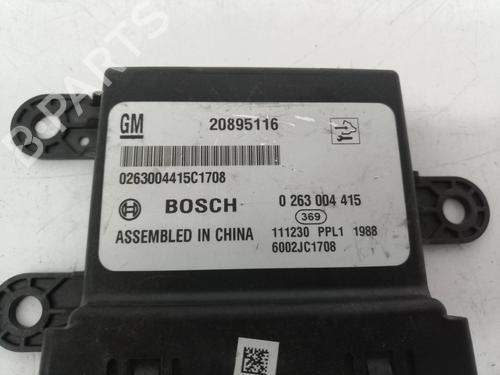 B-PARTS
GM 20895116
0263004415C1708
BOSCH 0 263 004 415
369
ASSEMBLED IN CHINA 111230 PPL1 1988
6002JC1708